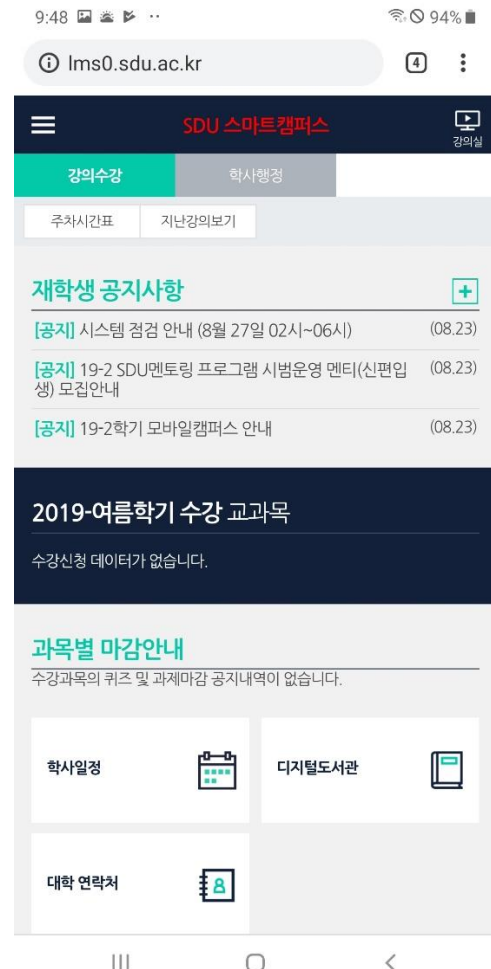 9:48
94%
lms0.sdu.ac.kr
4
SDU 스마트캠퍼스
강의실
강의수강
학사행정
주차시간표
지난강의보기
재학생 공지사항
[공지] 시스템 점검 안내 (8월 27일 02시~06시)
(08.23)
[공지] 19-2 SDU멘토링 프로그램 시범운영 멘티(신편입
(08.23)
생) 모집안내
[공지] 19-2학기 모바일캠퍼스 안내
(08.23)
2019-여름학기 수강 교과목
수강신청 데이터가 없습니다.
과목별 마감안내
수강과목의 퀴즈 및 과제마감 공지내역이 없습니다.
학사일정
디지털도서관
대학 연락처